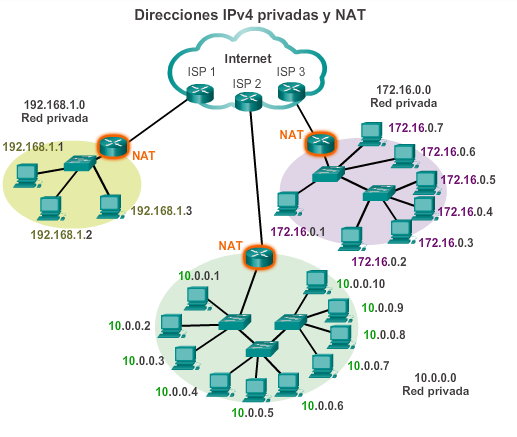 Direcciones IPv4 privadas y NAT
Internet
ISP 1
ISP 2
ISP 3
192.168.1.0
Red privada
172.16.0.0
Red privada
NAT
NAT
192.168.1.1
192.168.1.2
192.168.1.3
172.16.0.7
172.16.0.6
172.16.0.5
172.16.0.4
172.16.0.3
172.16.0.2
172.16.0.1
NAT
10.0.0.1
10.0.0.2
10.0.0.3
10.0.0.4
10.0.0.5
10.0.0.6
10.0.0.7
10.0.0.8
10.0.0.9
10.0.0.10
10.0.0.0
Red privada